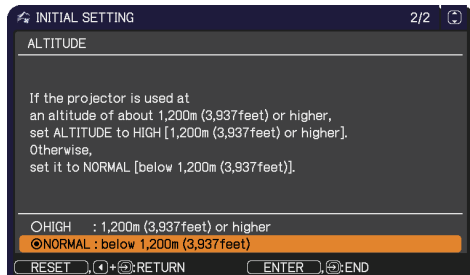 INITIAL SETTING 2/2
ALTITUDE
If the projector is used at
an altitude of about 1,200m (3,937feet) or higher,
set ALTITUDE to HIGH [1,200m (3,937feet) or higher].
Otherwise,
set it to NORMAL [below 1,200m (3,937feet)].
HIGH : 1,200m (3,937feet) or higher
NORMAL : below 1,200m (3,937feet)
RESET ,+:RETURN ENTER ,:END